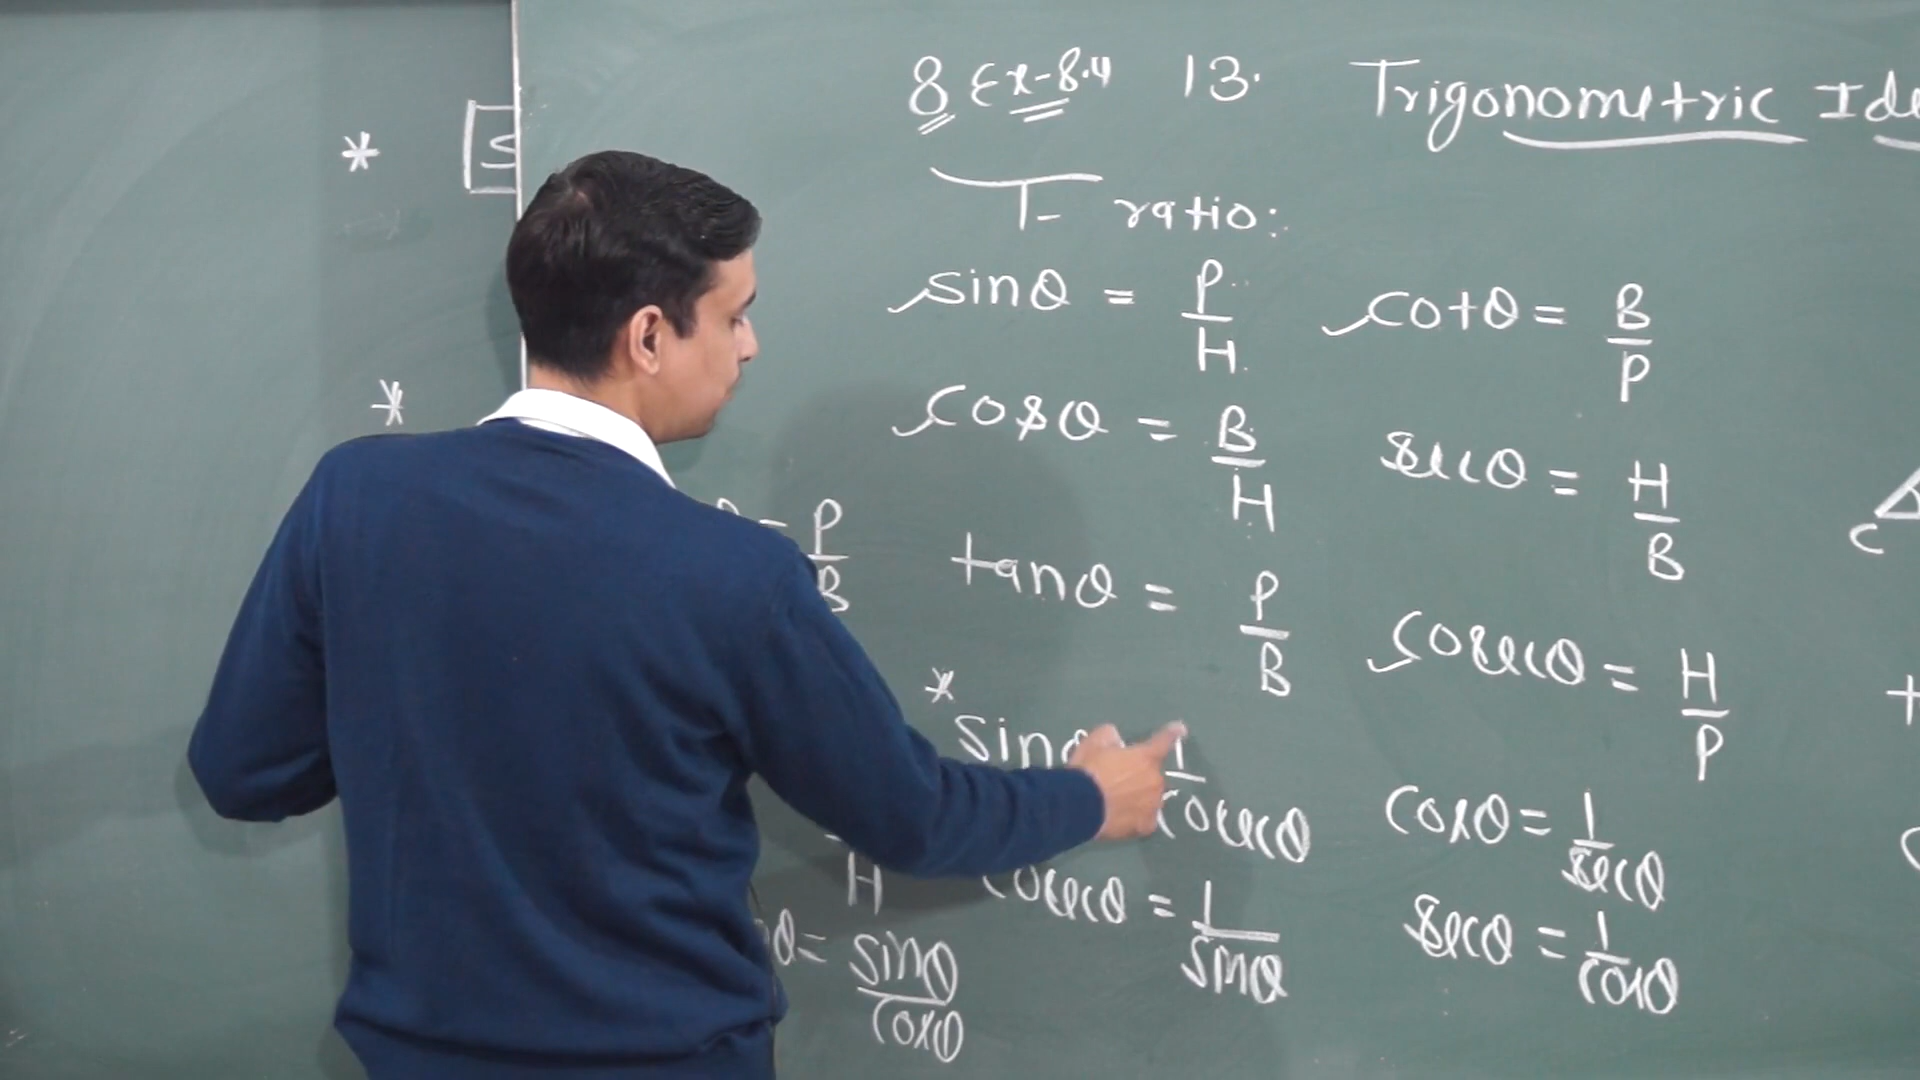 8 Ex-8.4 13. Trigonometric Ide
T- ratio:
sinθ = P/H cotθ = B/P
cosθ = B/H secθ = H/B
= P/B
tanθ = P/B cosecθ = H/P
C
* sinθ 1/cosecθ cosθ = 1/secθ
H
cosecθ = 1/sinθ secθ = 1/cosθ
θ = sinθ/cosθ
*
*